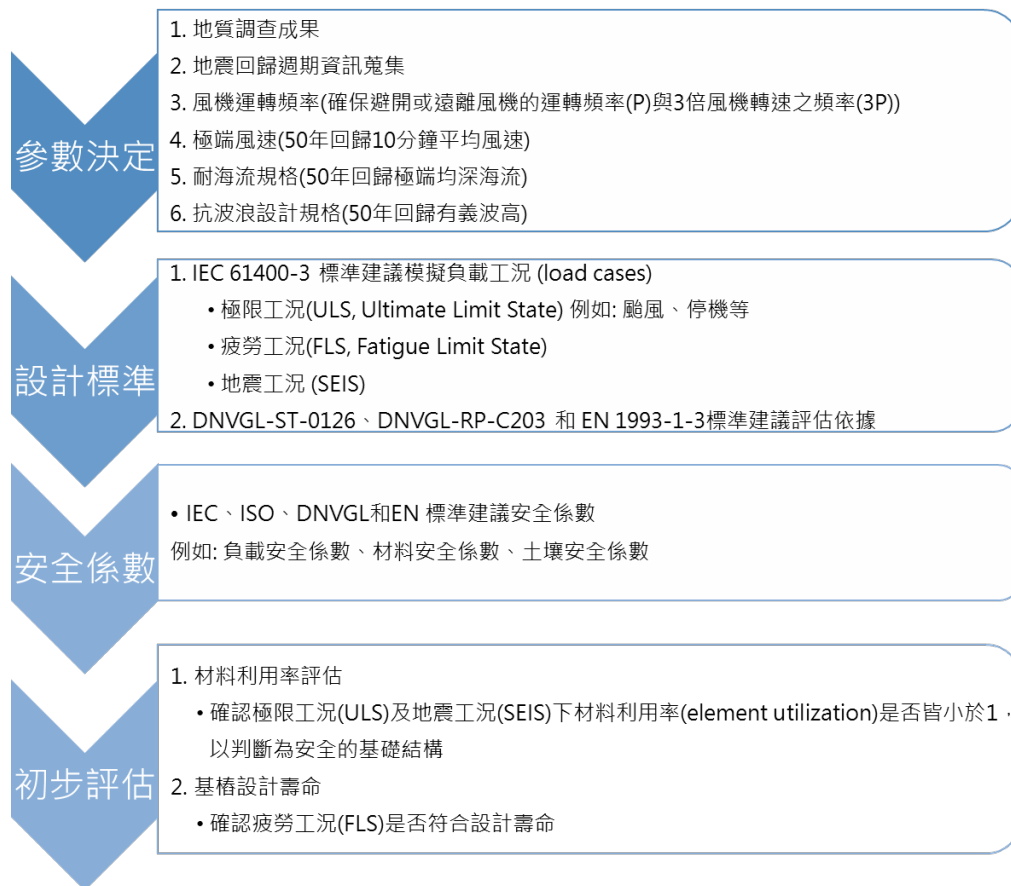 參數決定
1. 地質調查成果
2. 地震回歸週期資訊蒐集
3. 風機運轉頻率(確保避開或遠離風機的運轉頻率(P)與3倍風機轉速之頻率(3P))
4. 極端風速(50年回歸10分鐘平均風速)
5. 耐海流規格(50年回歸極端均深海流)
6. 抗波浪設計規格(50年回歸有義波高)
設計標準
1. IEC 61400-3 標準建議模擬負載工況 (load cases)
• 極限工況(ULS, Ultimate Limit State) 例如: 颱風、停機等
• 疲勞工況(FLS, Fatigue Limit State)
• 地震工況 (SEIS)
2. DNVGL-ST-0126、DNVGL-RP-C203 和 EN 1993-1-3標準建議評估依據
安全係數
• IEC、ISO、DNVGL和EN 標準建議安全係數
例如: 負載安全係數、材料安全係數、土壤安全係數
初步評估
1. 材料利用率評估
• 確認極限工況(ULS)及地震工況(SEIS)下材料利用率(element utilization)是否皆小於1，
以判斷為安全的基礎結構
2. 基樁設計壽命
• 確認疲勞工況(FLS)是否符合設計壽命